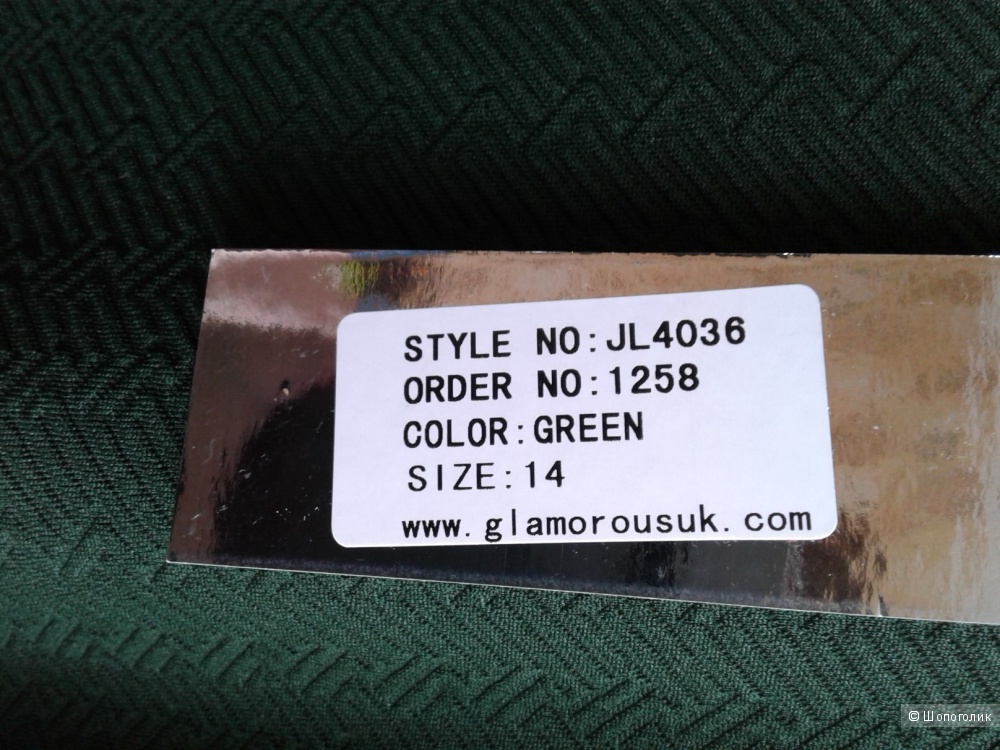 STYLE NO:JL4036
ORDER NO:1258
COLOR:GREEN
SIZE:14
www.glamorousuk.com
© Шопоголик